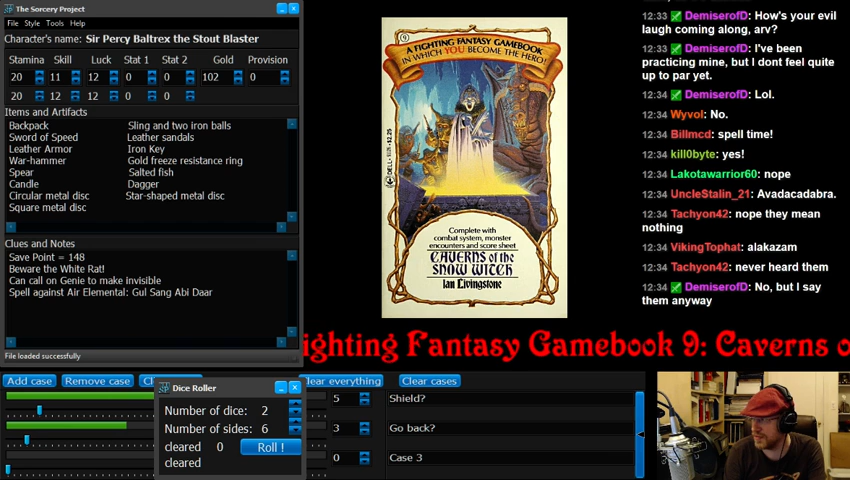 The Sorcery Project
File Style Tools Help
Character's name: Sir Percy Baltrex the Stout Blaster
Stamina Skill Luck Stat 1 Stat 2 Gold Provision
20 11 12 0 0 102 0
20 12 12 0 0
Items and Artifacts
Backpack Sling and two iron balls
Sword of Speed Leather sandals
Leather Armor Iron Key
War-hammer Gold freeze resistance ring
Spear Salted fish
Candle Dagger
Circular metal disc Star-shaped metal disc
Square metal disc
Clues and Notes
Save Point = 148
Beware the White Rat!
Can call on Genie to make invisible
Spell against Air Elemental: Gul Sang Abi Daar
File loaded successfully
Add case Remove case Cl
Clear everything Clear cases
Dice Roller
Number of dice: 2
Number of sides: 6
cleared 0 Roll !
cleared
5 Shield?
3 Go back?
0 Case 3
9
A FIGHTING FANTASY GAMEBOOK
IN WHICH YOU BECOME THE HERO!
DELL $2.25
Complete with
combat system, monster
encounters and score sheet
CAVERNS of the
SNOW WITCH
Ian Livingstone
ighting Fantasy Gamebook 9: Caverns o
12:33 DemiserofD: How's your evil
laugh coming along, arv?
12:33 DemiserofD: I've been
practicing mine, but I dont feel quite
up to par yet.
12:34 DemiserofD: Lol.
12:34 Wyvol: No.
12:34 Billmcd: spell time!
12:34 kill0byte: yes!
12:34 Lakotawarrior60: nope
12:34 UncleStalin_21: Avadacadabra.
12:34 Tachyon42: nope they mean
nothing
12:34 VikingTophat: alakazam
12:34 Tachyon42: never heard them
12:34 DemiserofD: No, but I say
them anyway